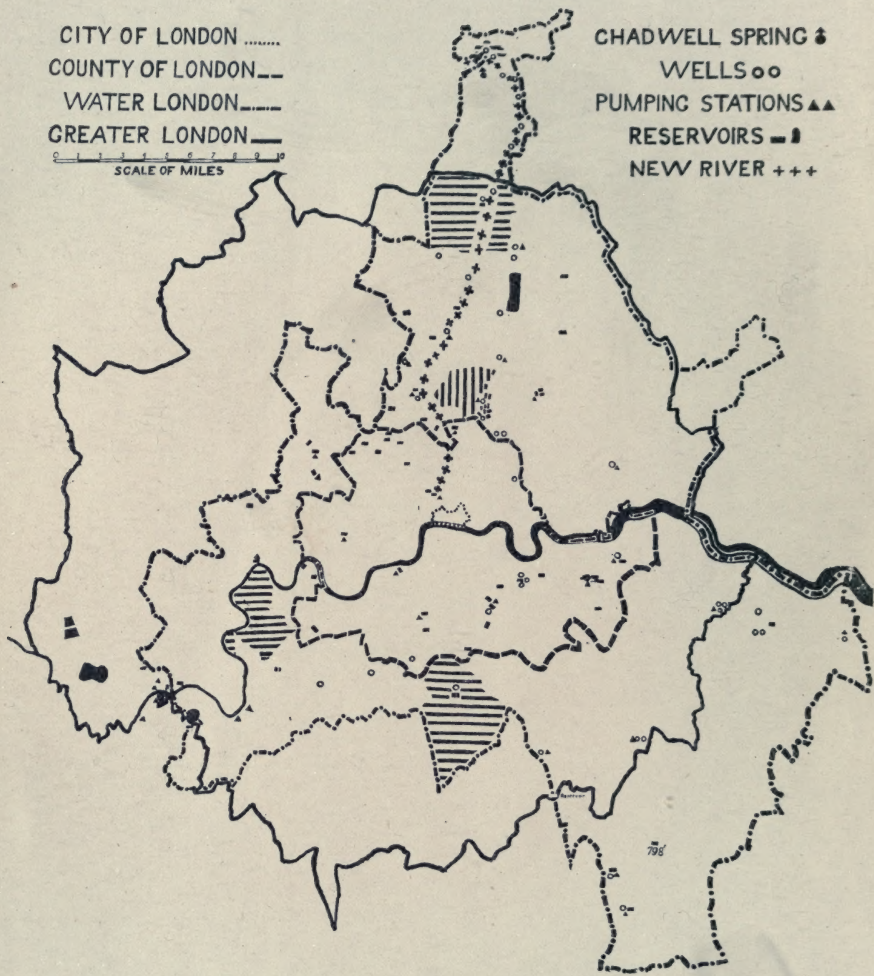 CITY OF LONDON
COUNTY OF LONDON
WATER LONDON
GREATER LONDON
SCALE OF MILES
CHADWELL SPRING
WELLS
PUMPING STATIONS
RESERVOIRS
NEW RIVER
798'